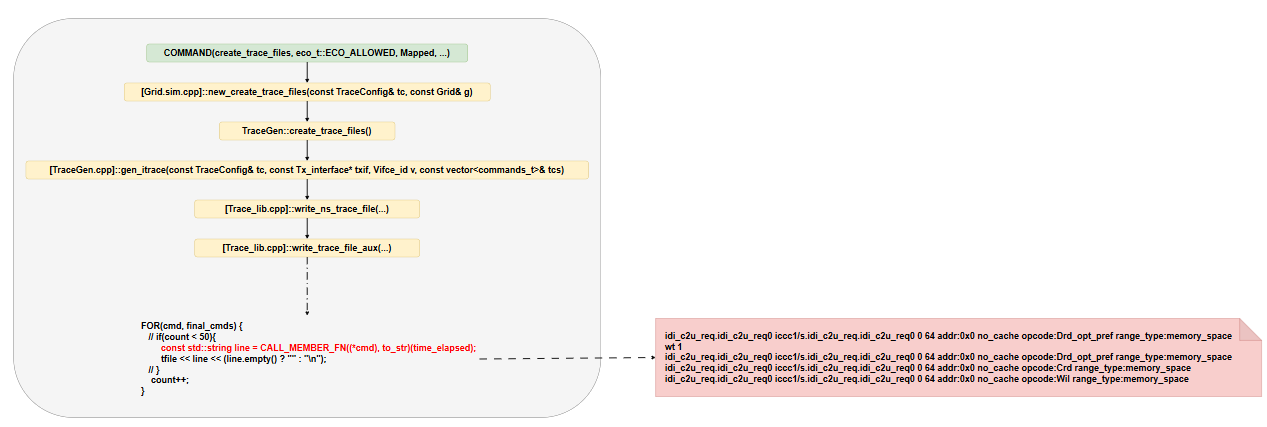 COMMAND(create_trace_files, eco_t::ECO_ALLOWED, Mapped, ...)
[Grid.sim.cpp]::new_create_trace_files(const TraceConfig& tc, const Grid& g)
TraceGen::create_trace_files()
[TraceGen.cpp]::gen_itrace(const TraceConfig& tc, const Tx_interface* txif, Vifce_id v, const vector<commands_t>& tcs)
[Trace_lib.cpp]::write_ns_trace_file(...)
[Trace_lib.cpp]::write_trace_file_aux(...)
FOR(cmd, final_cmds) {
// if(count < 50){
const std::string line = CALL_MEMBER_FN((*cmd), to_str)(time_elapsed);
tfile << line << (line.empty() ? "" : "\n");
// }
count++;
}
idi_c2u_req.idi_c2u_req0 iccc1/s.idi_req.idi_c2u_req0 0 64 addr:0x0 no_cache opcode:Drd_opt_pref range_type:memory_space
wt 1
idi_c2u_req.idi_c2u_req0 iccc1/s.idi_req.idi_c2u_req0 0 64 addr:0x0 no_cache opcode:Drd_opt_pref range_type:memory_space
idi_c2u_req.idi_c2u_req0 iccc1/s.idi_req.idi_c2u_req0 0 64 addr:0x0 no_cache opcode:Crd range_type:memory_space
idi_c2u_req.idi_c2u_req0 iccc1/s.idi_req.idi_c2u_req0 0 64 addr:0x0 no_cache opcode:Wil range_type:memory_space